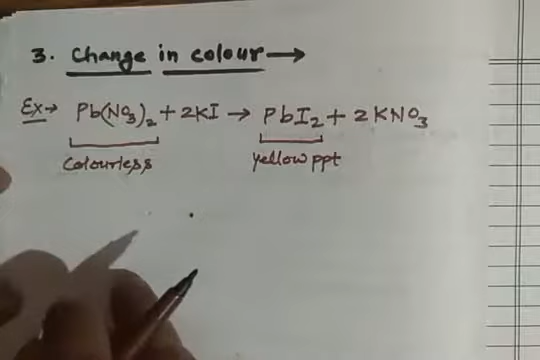 3. Change in colour→
Ex→ Pb(NO₃)₂ + 2KI → PbI₂ + 2KNO₃
Colourless yellow ppt